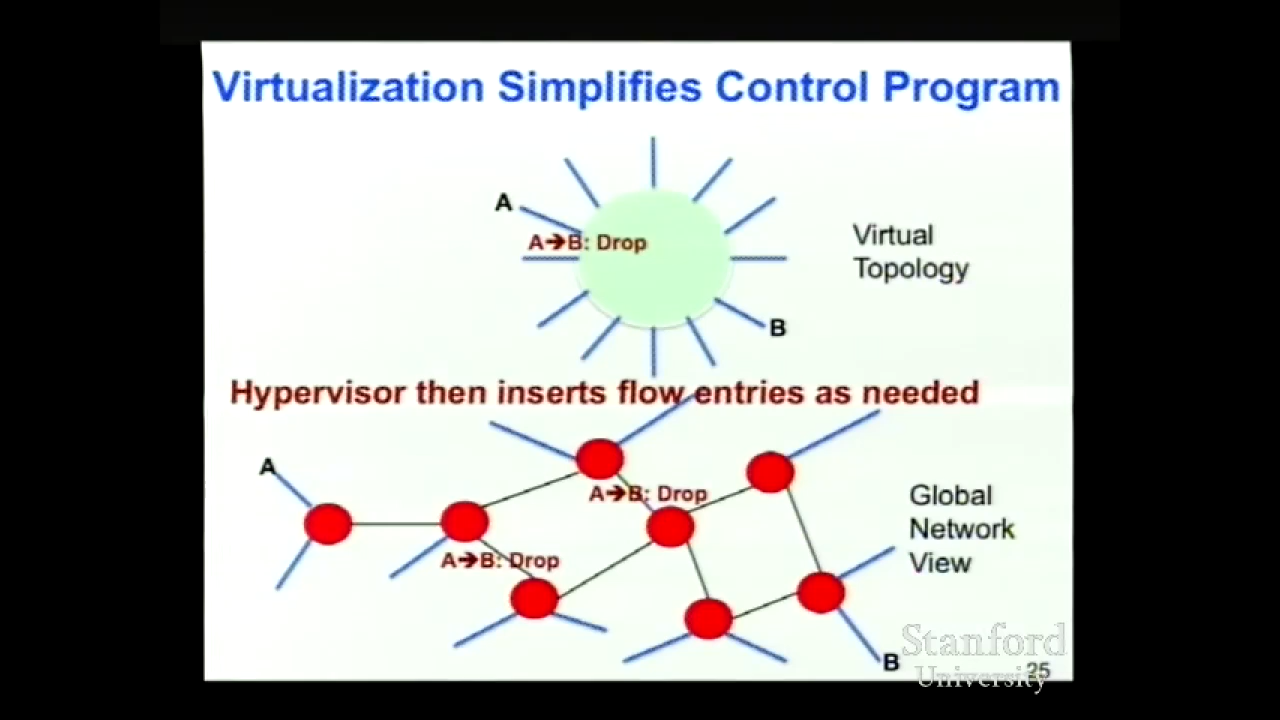 Virtualization Simplifies Control Program
A
A➔B: Drop
Virtual
Topology
B
Hypervisor then inserts flow entries as needed
A
A➔B: Drop
Global
Network
View
A➔B: Drop
B
Stanford
University
25